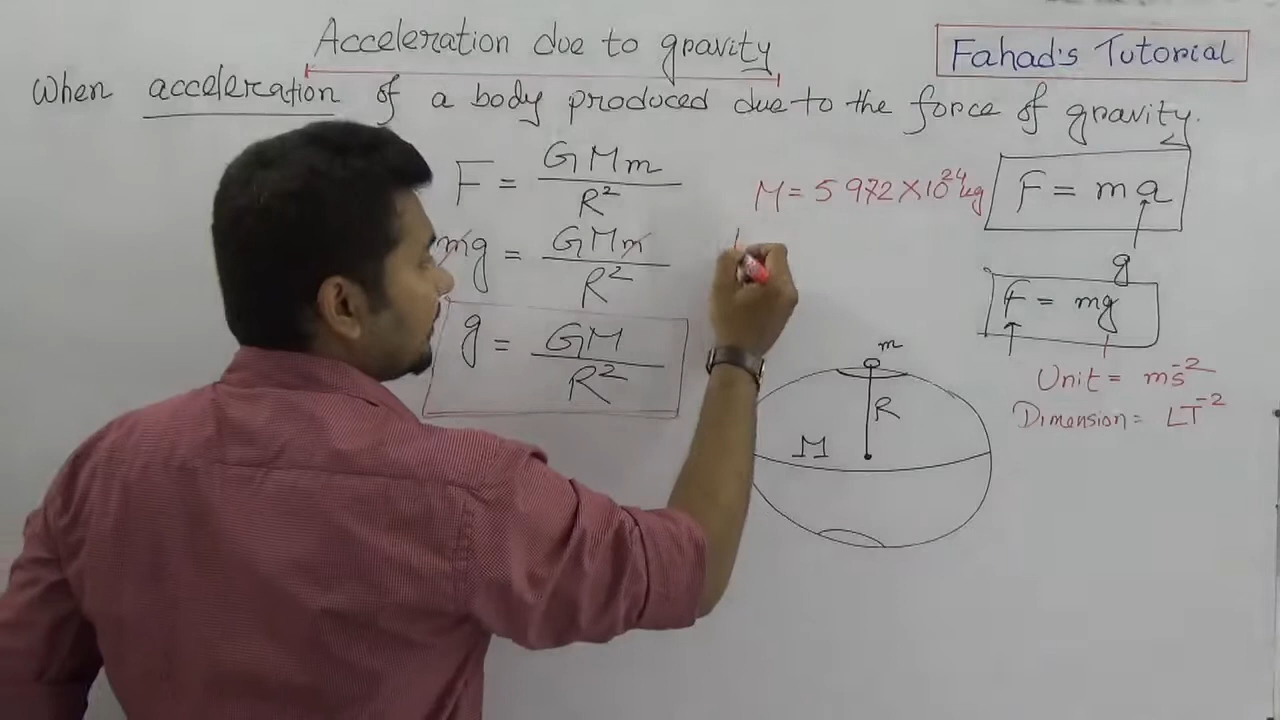 Acceleration due to gravity
Fahad's Tutorial
When acceleration of a body produced due to the force of gravity.
F = GMm / R²
mg = GMm / R²
g = GM / R²
M = 5 972 × 10²⁴ kg
F = ma
g
F = mg
Unit = ms⁻²
Dimension = LT⁻²
m
R
M